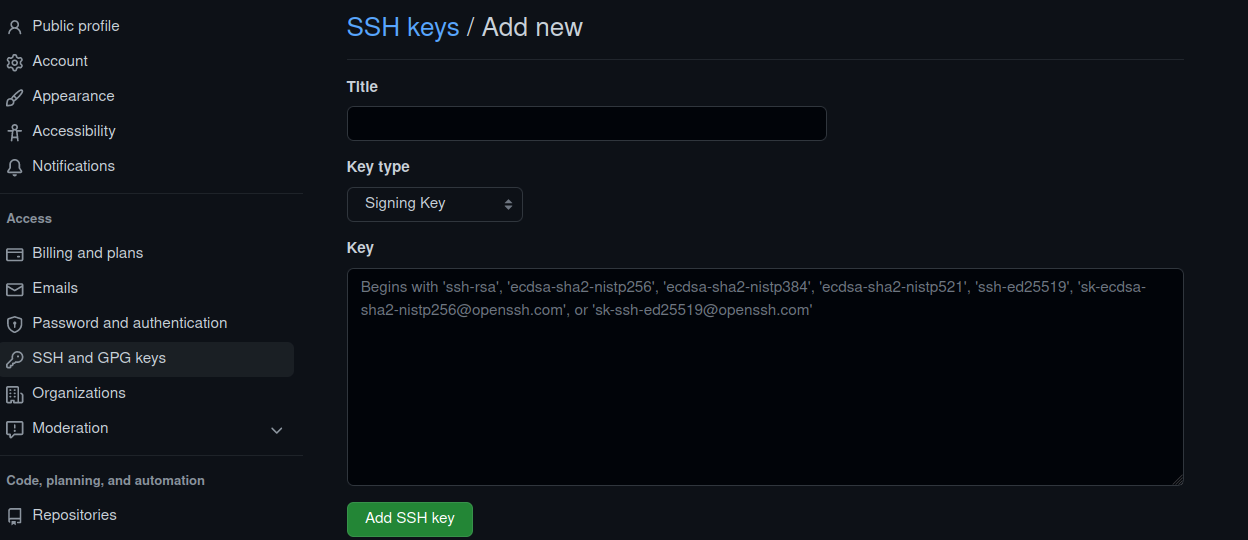 Public profile
Account
Appearance
Accessibility
Notifications
Access
Billing and plans
Emails
Password and authentication
SSH and GPG keys
Organizations
Moderation
Code, planning, and automation
Repositories
SSH keys / Add new
Title
Key type
Signing Key
Key
Begins with 'ssh-rsa', 'ecdsa-sha2-nistp256', 'ecdsa-sha2-nistp384', 'ecdsa-sha2-nistp521', 'ssh-ed25519', 'sk-ecdsa-
sha2-nistp256@openssh.com', or 'sk-ssh-ed25519@openssh.com'
Add SSH key